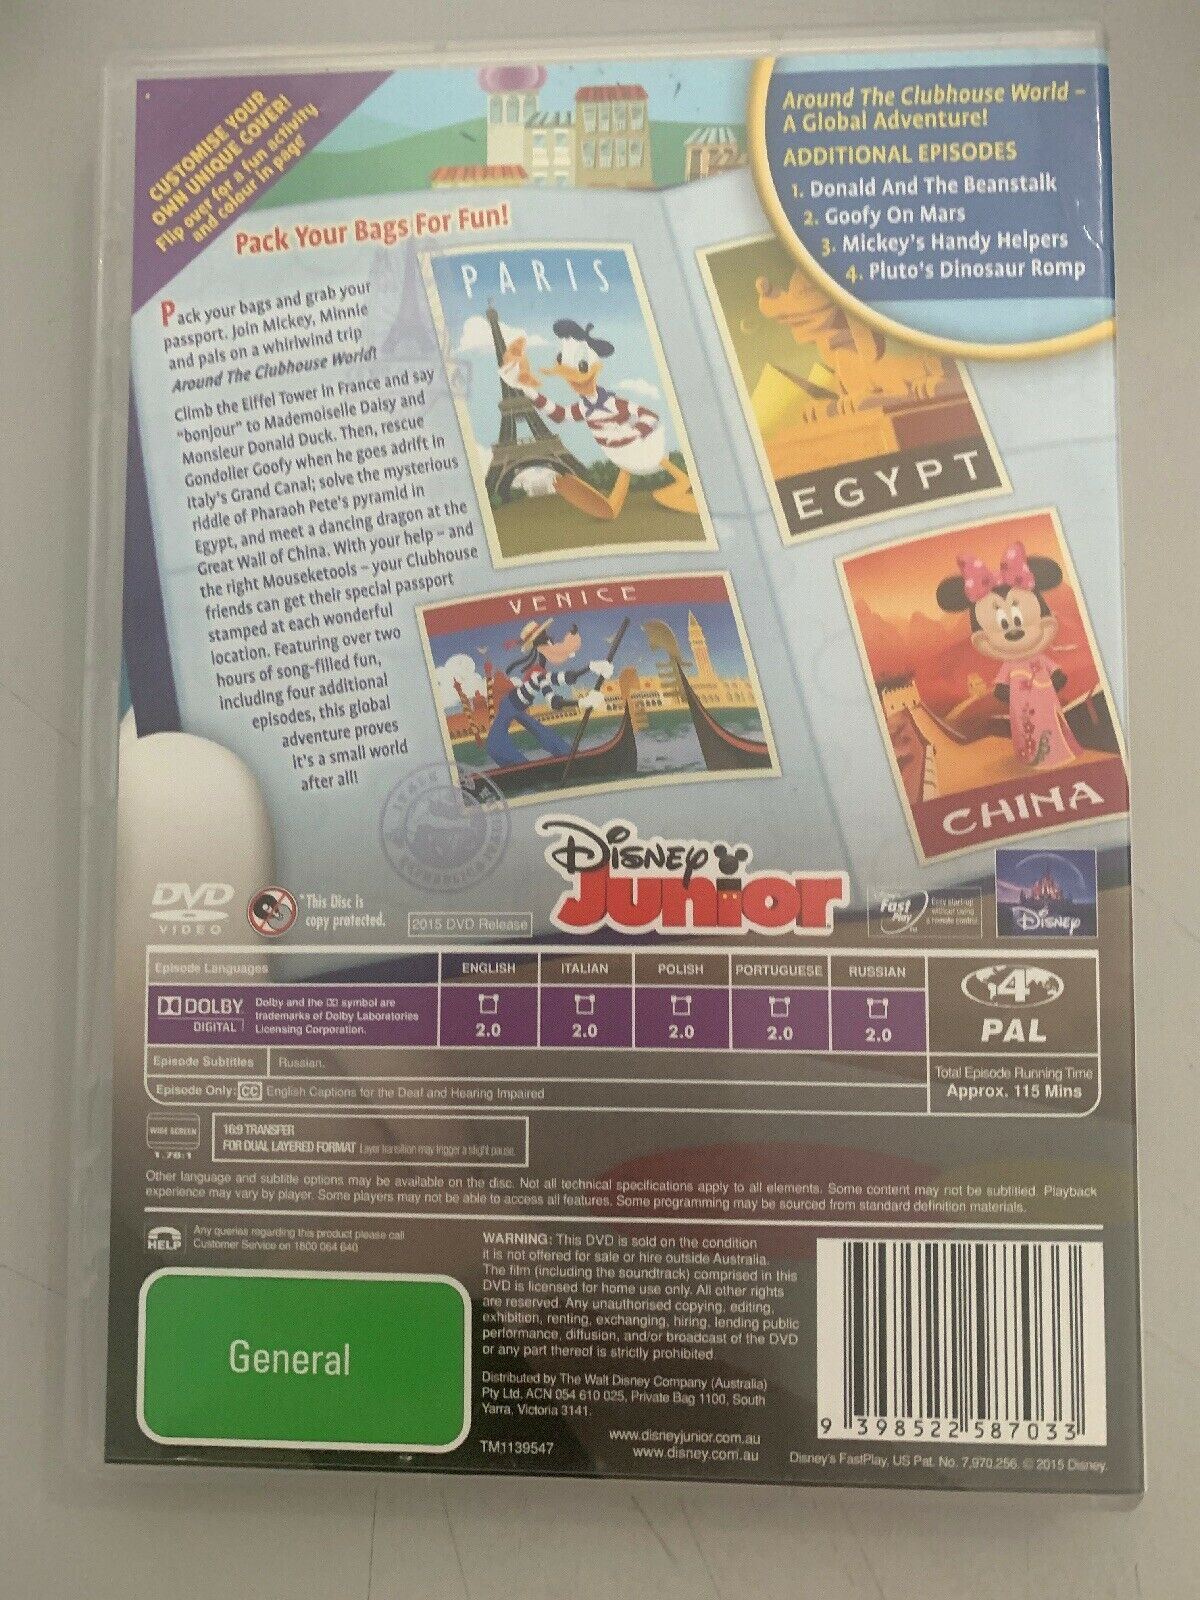 CUSTOMISE YOUR
OWN UNIQUE COVER!
Flip over for a fun activity
and colour in page
Around The Clubhouse World –
A Global Adventure!
ADDITIONAL EPISODES
1. Donald And The Beanstalk
2. Goofy On Mars
3. Mickey's Handy Helpers
4. Pluto's Dinosaur Romp
Pack Your Bags For Fun!
Pack your bags and grab your
passport. Join Mickey, Minnie
and pals on a whirlwind trip
Around The Clubhouse World!
Climb the Eiffel Tower in France and say
"bonjour" to Mademoiselle Daisy and
Monsieur Donald Duck. Then, rescue
Gondolier Goofy when he goes adrift in
Italy's Grand Canal; solve the mysterious
riddle of Pharaoh Pete's pyramid in
Egypt, and meet a dancing dragon at the
Great Wall of China. With your help – and
the right Mouseketools – your Clubhouse
friends can get their special passport
stamped at each wonderful
location. Featuring over two
hours of song-filled fun,
including four additional
episodes, this global
adventure proves
it's a small world
after all!
PARIS
EGYPT
VENICE
CHINA
DVD
VIDEO
*This Disc is
copy protected.
2015 DVD Release
Disney
Junior
Disney's
Fast
Play
Easy start-up
without using
a remote control
Disney
Episode Languages
ENGLISH
ITALIAN
POLISH
PORTUGUESE
RUSSIAN
DOLBY
DIGITAL
Dolby and the DD symbol are
trademarks of Dolby Laboratories
Licensing Corporation.
2.0
2.0
2.0
2.0
2.0
4
PAL
Episode Subtitles
Russian.
Episode Only: CC English Captions for the Deaf and Hearing Impaired
Total Episode Running Time
Approx. 115 Mins
WIDE SCREEN
1.78:1
16:9 TRANSFER
FOR DUAL LAYERED FORMAT Layer transition may trigger a slight pause.
Other language and subtitle options may be available on the disc. Not all technical specifications apply to all elements. Some content may not be subtitled. Playback
experience may vary by player. Some players may not be able to access all features. Some programming may be sourced from standard definition materials.
HELP
Any queries regarding this product please call
Customer Service on 1800 064 640
General
WARNING: This DVD is sold on the condition
it is not offered for sale or hire outside Australia.
The film (including the soundtrack) comprised in this
DVD is licensed for home use only. All other rights
are reserved. Any unauthorised copying, editing,
exhibition, renting, exchanging, hiring, lending public
performance, diffusion, and/or broadcast of the DVD
or any part thereof is strictly prohibited.
Distributed by The Walt Disney Company (Australia)
Pty Ltd, ACN 054 610 025, Private Bag 1100, South
Yarra, Victoria 3141.
TM1139547
www.disneyjunior.com.au
www.disney.com.au
9 398522 587033
Disney's FastPlay, US Pat. No. 7,970,256. © 2015 Disney.